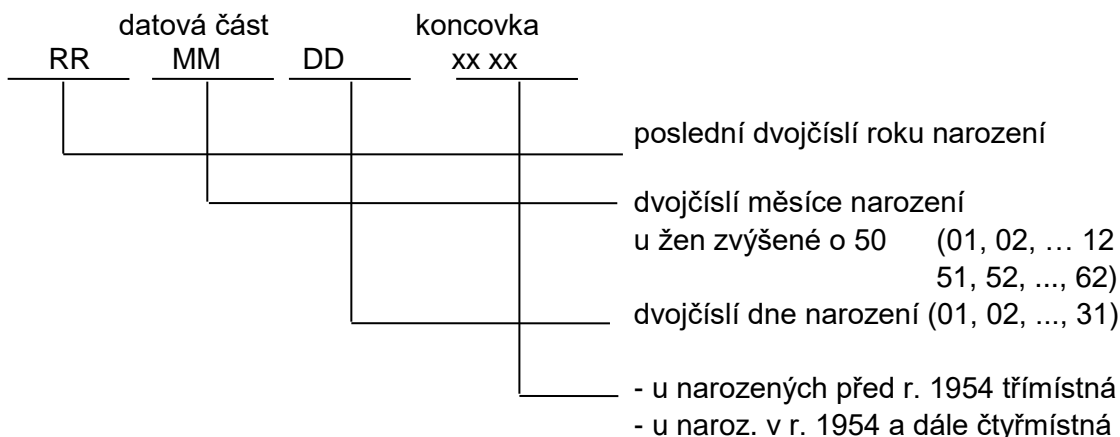 datová část koncovka
RR MM DD xx xx
poslední dvojčíslí roku narození
dvojčíslí měsíce narození
u žen zvýšené o 50 (01, 02, … 12
51, 52, ..., 62)
dvojčíslí dne narození (01, 02, ..., 31)
- u narozených před r. 1954 třímístná
- u naroz. v r. 1954 a dále čtyřmístná